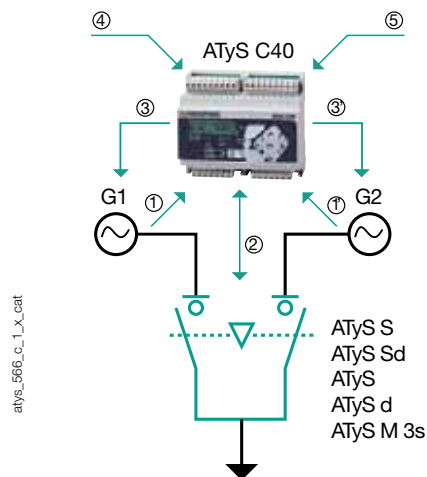 ④
⑤
ATyS C40
③
③'
G1
①
①'
G2
②
ATyS S
ATyS Sd
ATyS
ATyS d
ATyS M 3s
atys_566_c_1_x_cat